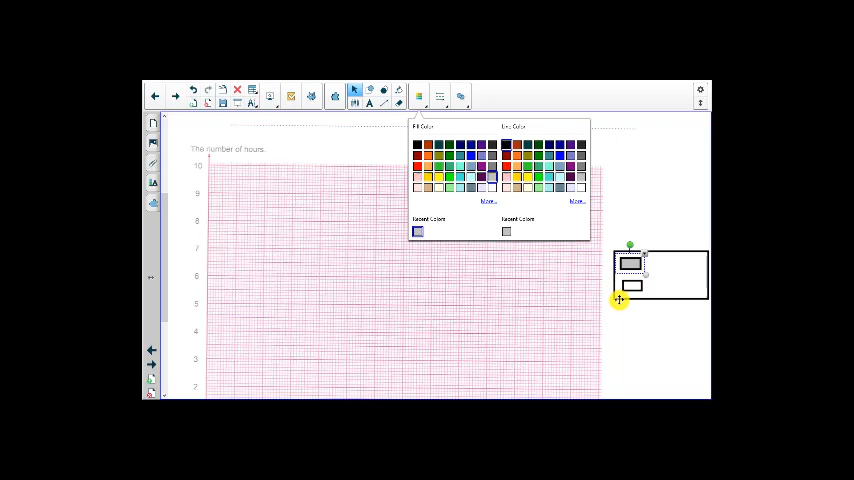 Fill Color
Line Color
The number of hours.
10
9
8
7
6
5
4
3
2
More...
More...
Recent Colors
Recent Colors